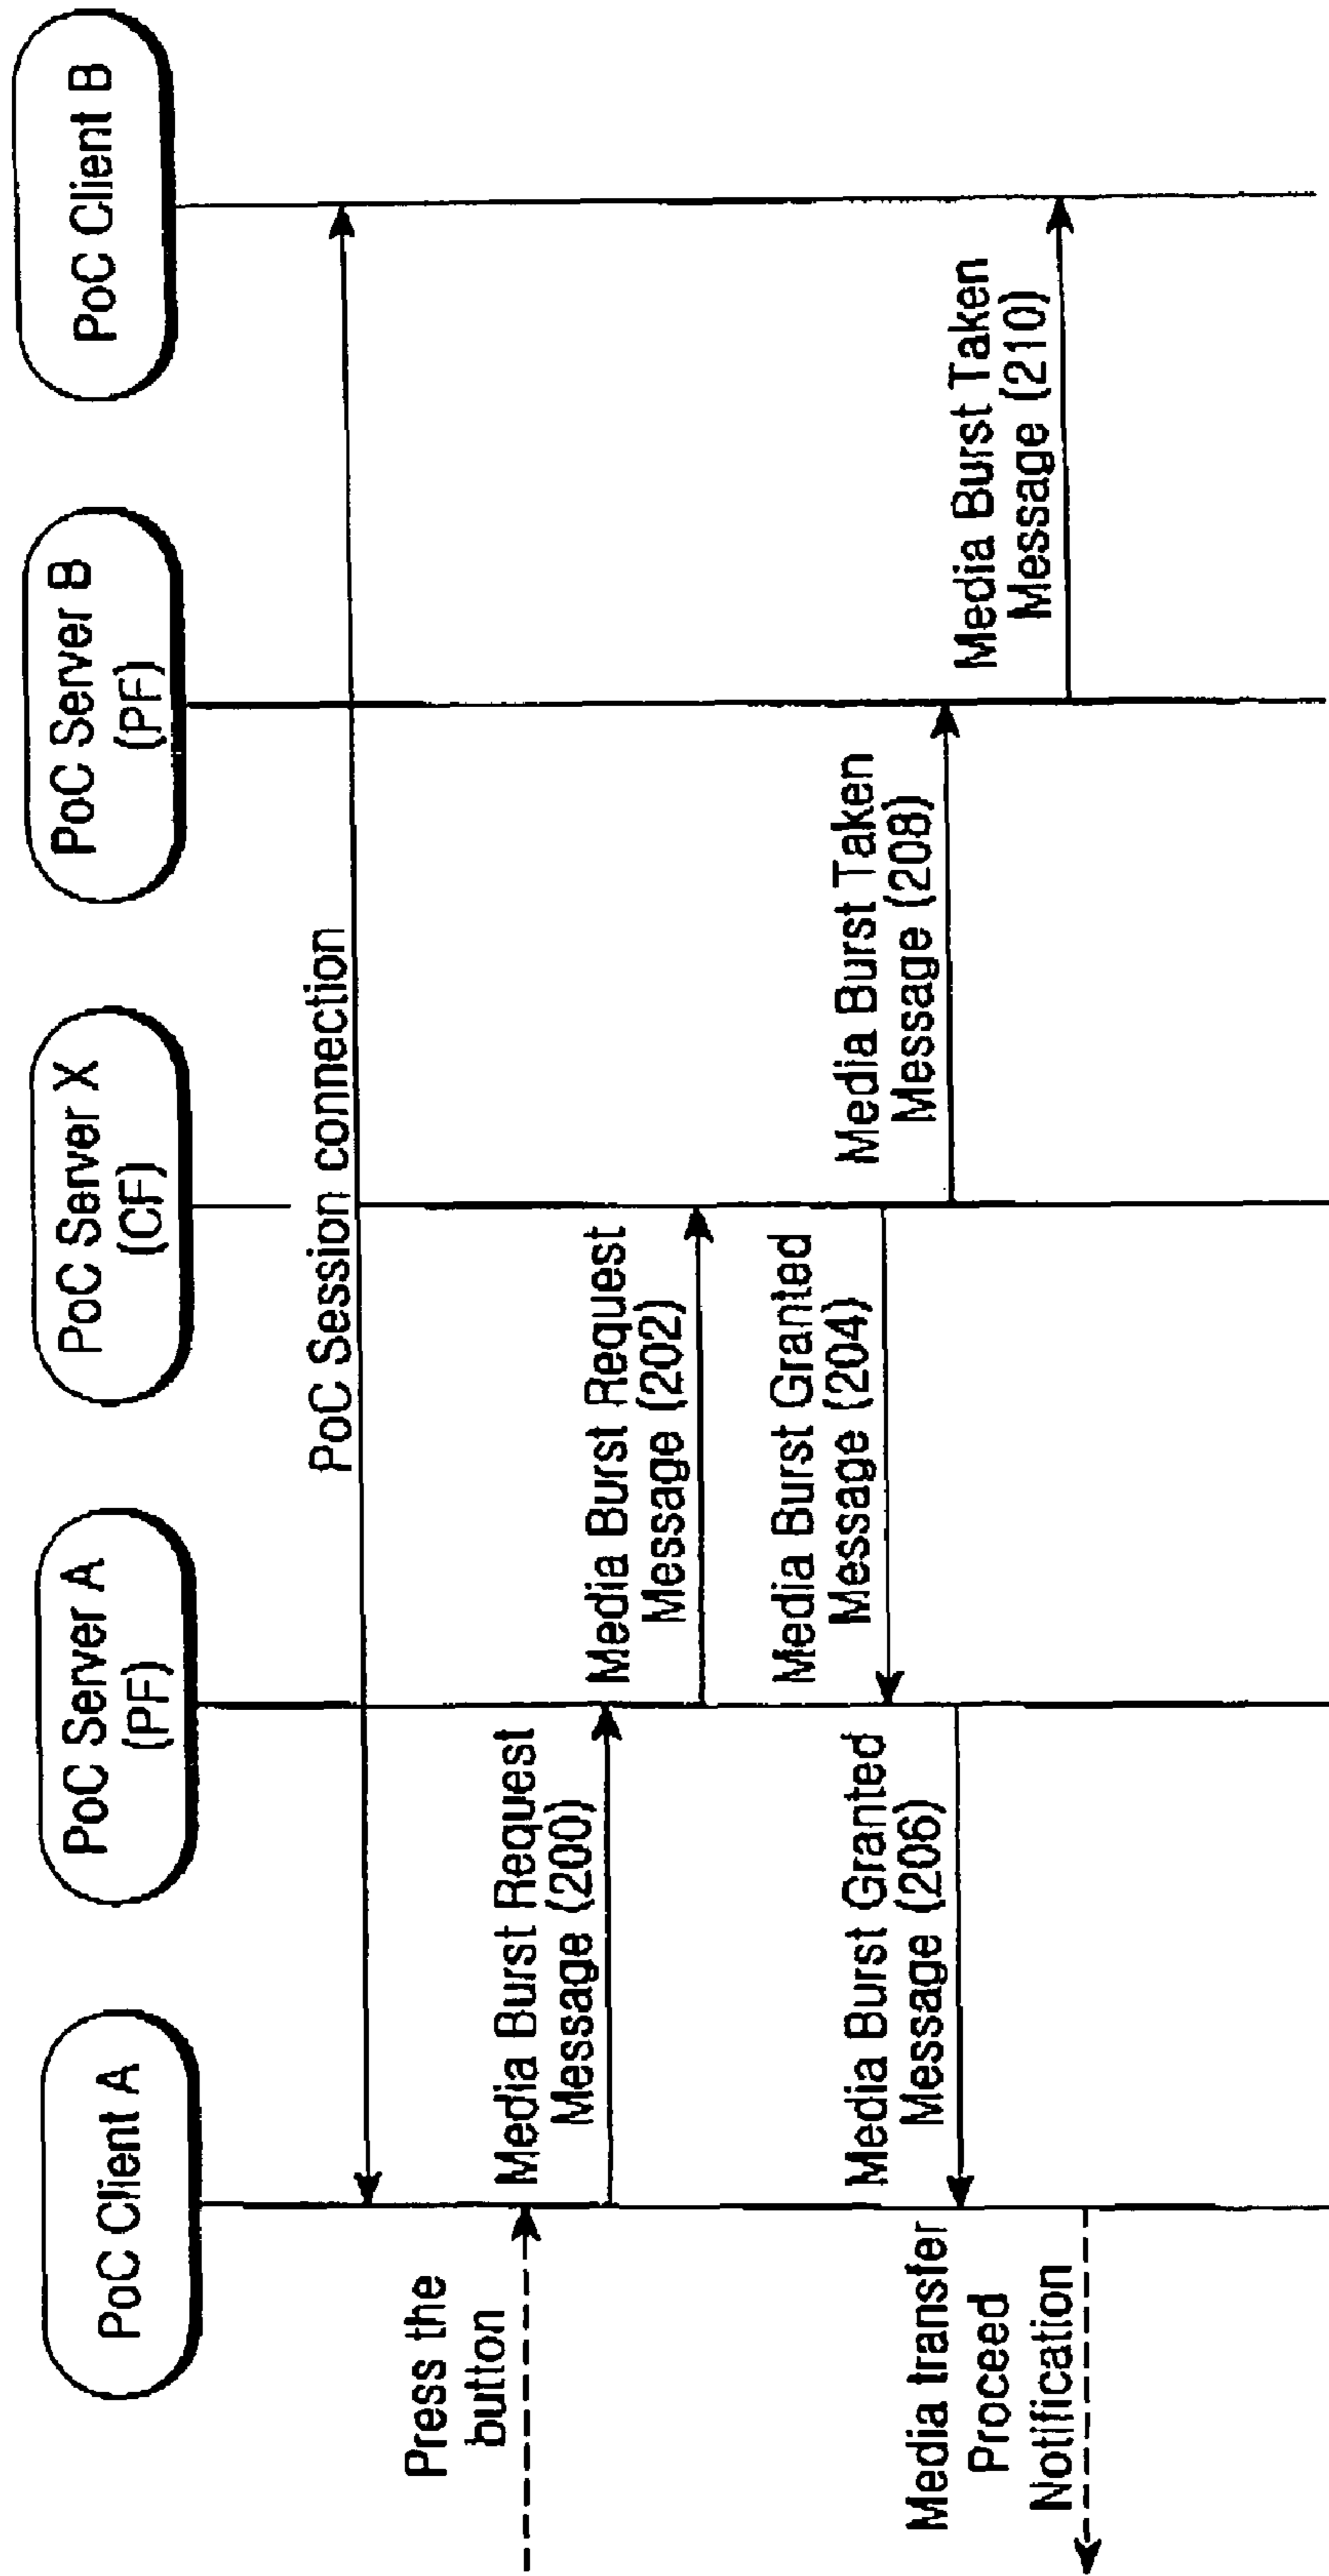 PoC Client A
PoC Server A
(PF)
PoC Server X
(CF)
PoC Server B
(PF)
PoC Client B
PoC Session connection
Press the
button
Media Burst Request
Message (200)
Media Burst Request
Message (202)
Media Burst Granted
Message (204)
Media Burst Granted
Message (206)
Media Burst Taken
Message (208)
Media transfer
Proceed
Notification
Media Burst Taken
Message (210)